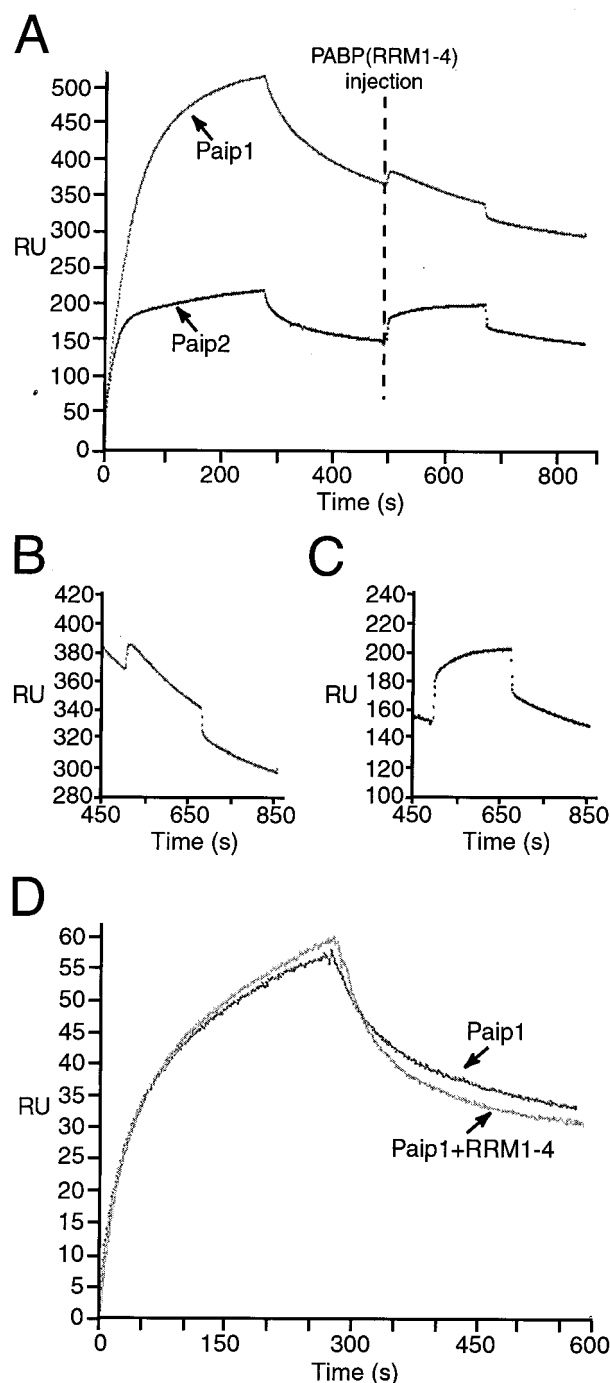 A
PABP(RRM1-4)
injection
500
450
400
350
300
250
200
150
100
50
0
RU
Paip1
Paip2
0 200 400 600 800
Time (s)
B
420
400
380
360
340
320
300
280
RU
450 650 850
Time (s)
C
240
220
200
180
160
140
120
100
RU
450 650 850
Time (s)
D
60
55
50
45
40
35
30
25
20
15
10
5
0
RU
Paip1
Paip1+RRM1-4
0 150 300 450 600
Time (s)